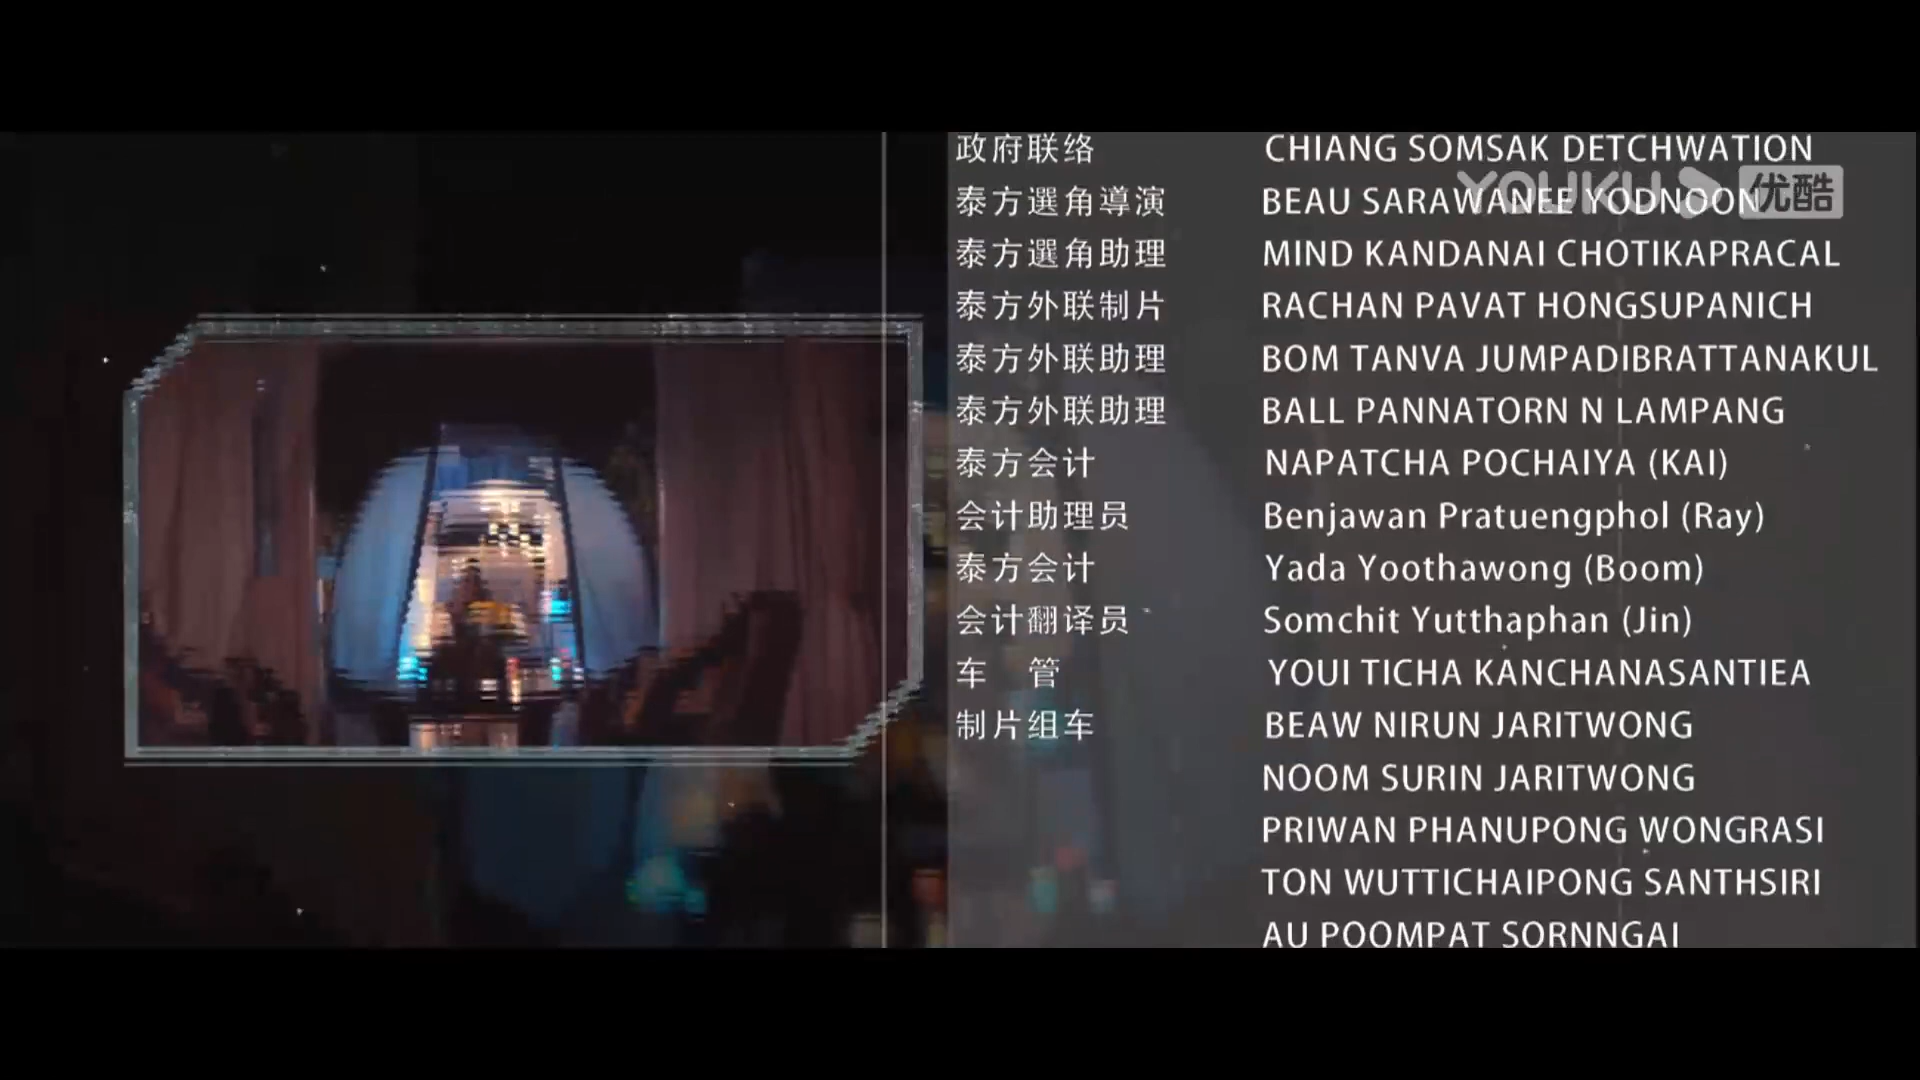 政府联络 CHIANG SOMSAK DETCHWATION
YOUKU 优酷
泰方選角導演 BEAU SARAWANEE YODNOON
泰方選角助理 MIND KANDANAI CHOTIKAPRACAL
泰方外联制片 RACHAN PAVAT HONGSUPANICH
泰方外联助理 BOM TANVA JUMPADIBRATTANAKUL
泰方外联助理 BALL PANNATORN N LAMPANG
泰方会计 NAPATCHA POCHAIYA (KAI)
会计助理员 Benjawan Pratuengphol (Ray)
泰方会计 Yada Yoothawong (Boom)
会计翻译员 Somchit Yutthaphan (Jin)
车 管 YOUI TICHA KANCHANASANTIEA
制片组车 BEAW NIRUN JARITWONG
NOOM SURIN JARITWONG
PRIWAN PHANUPONG WONGRASI
TON WUTTICHAIPONG SANTHSIRI
AU POOMPAT SORNNGAI